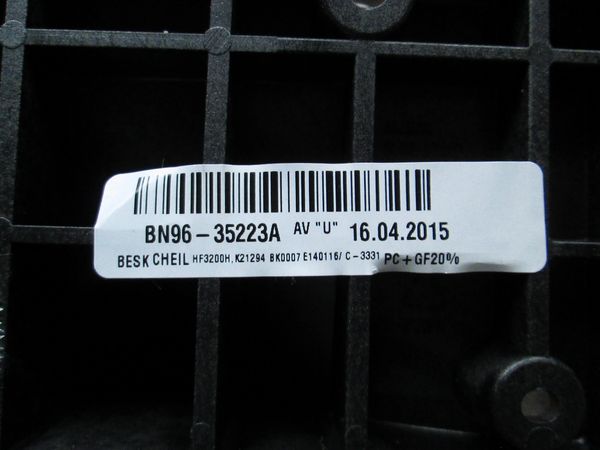 BN96-35223A AV "U" 16.04.2015
BESK CHEIL HF3200H, K21294 BK0007 E140116/ C-3331 PC+GF20%